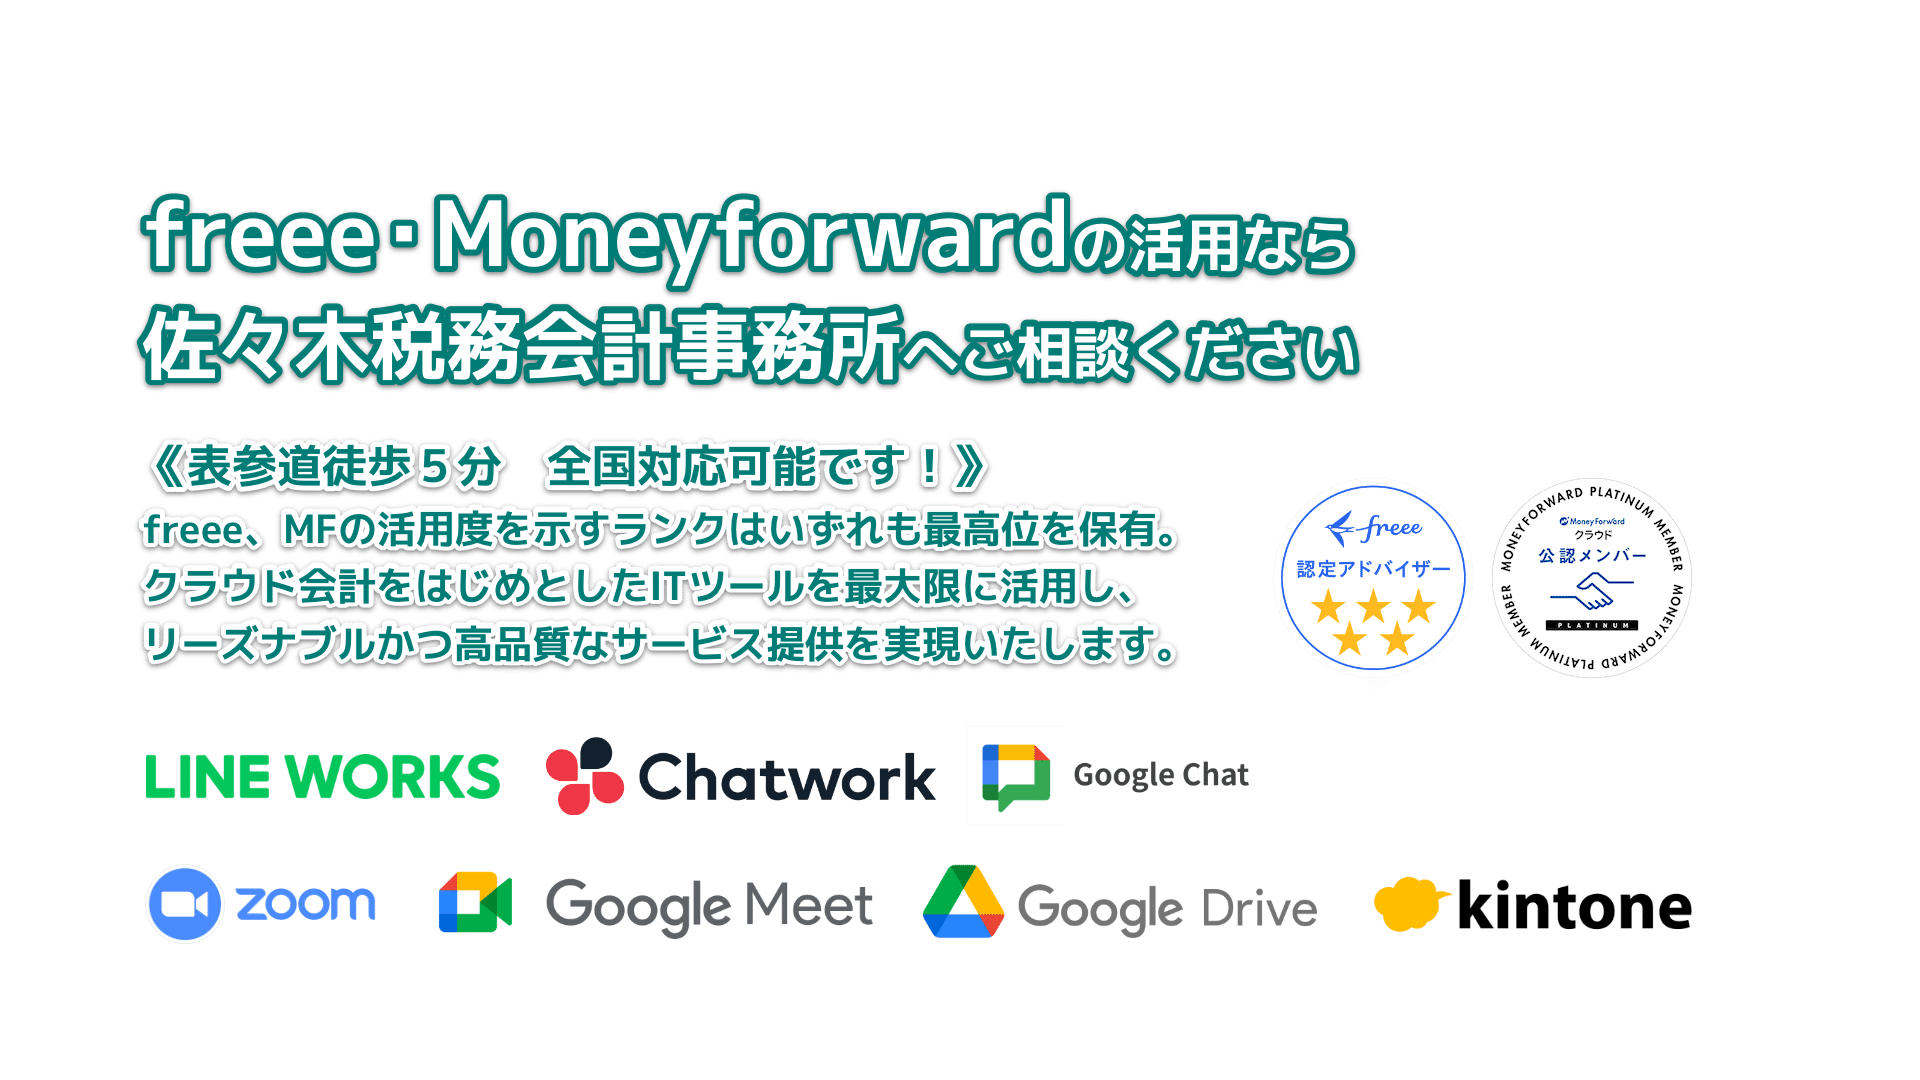 freee・Moneyforwardの活用なら
佐々木税務会計事務所へご相談ください
《表参道徒歩５分　全国対応可能です！》
freee、MFの活用度を示すランクはいずれも最高位を保有。
クラウド会計をはじめとしたITツールを最大限に活用し、
リーズナブルかつ高品質なサービス提供を実現いたします。
freee
認定アドバイザー
MONEYFORWARD PLATINUM MEMBER MONEYFORWARD PLATINUM MEMBER
Money Forward
クラウド
公認メンバー
PLATINUM
LINE WORKS
Chatwork
Google Chat
zoom
Google Meet
Google Drive
kintone